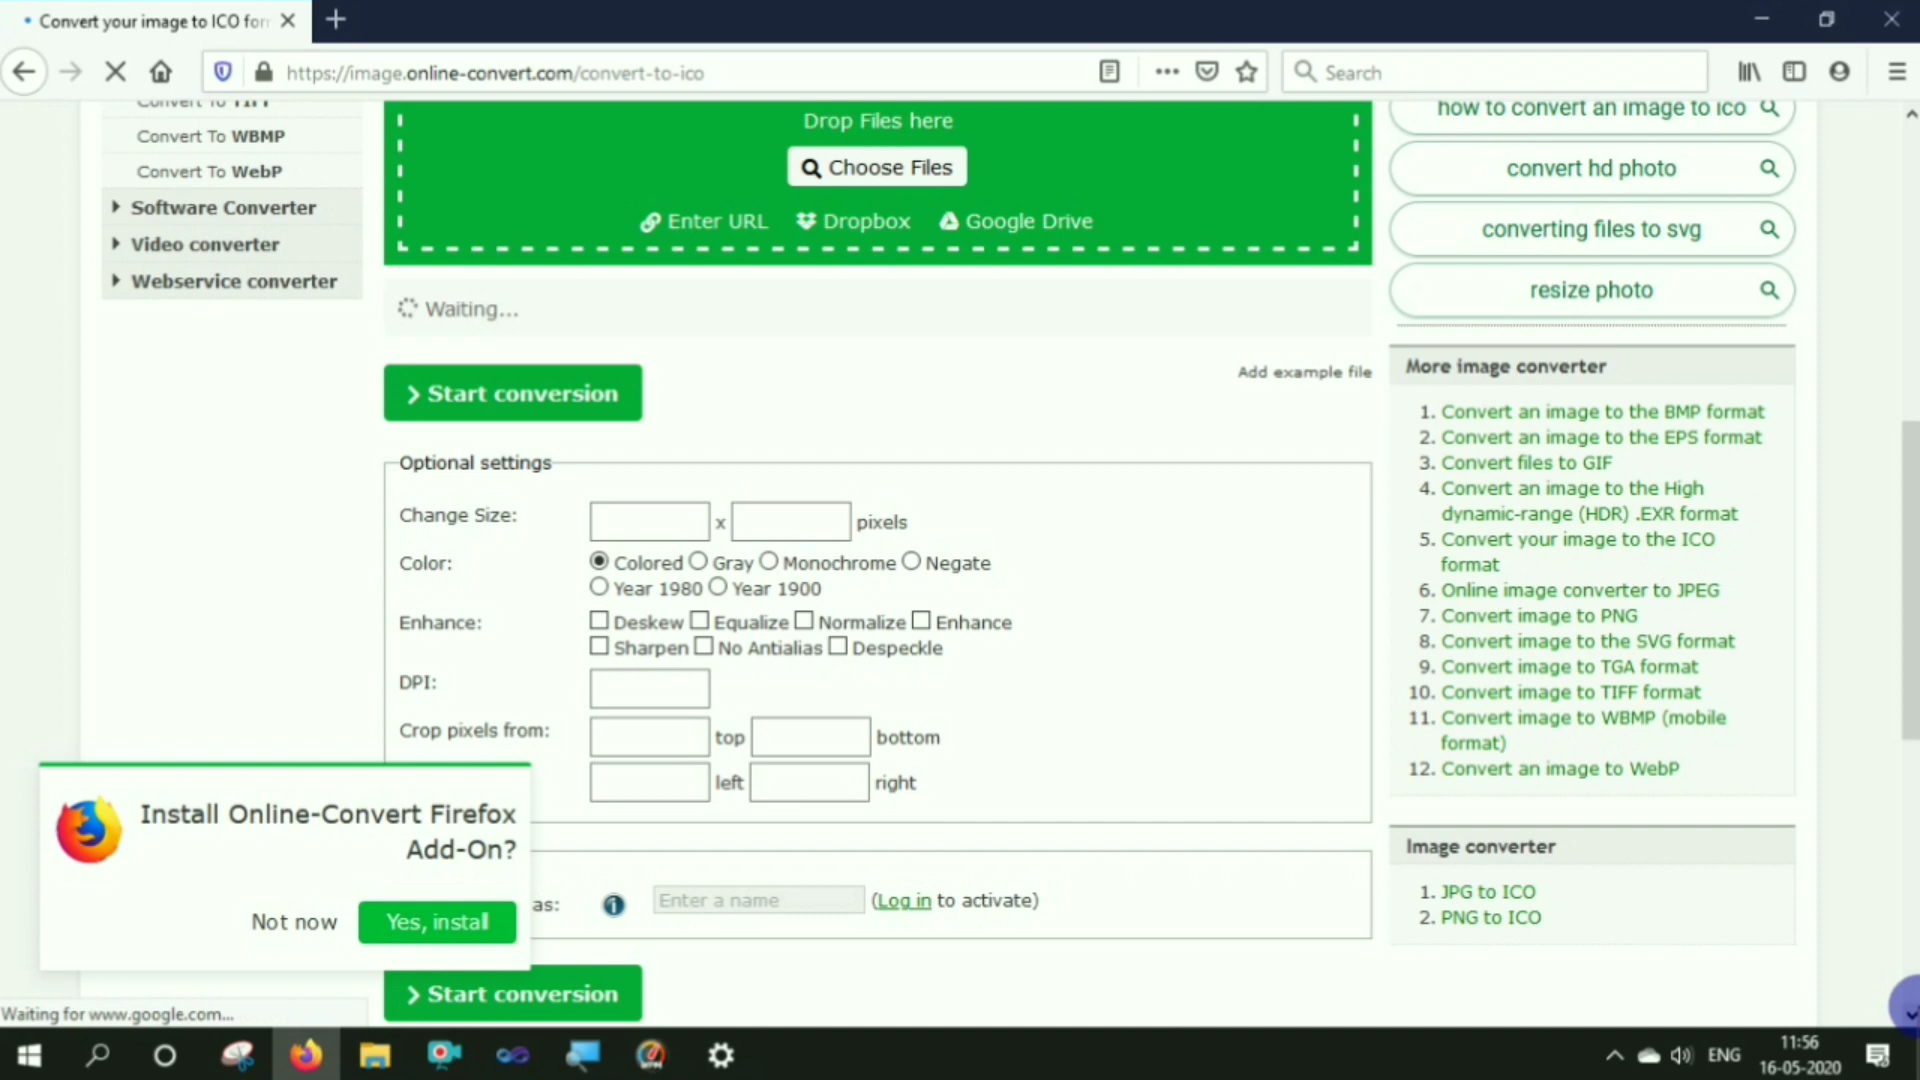 Convert your image to ICO for
https://image.online-convert.com/convert-to-ico
Search
Convert To TIFF
Convert To WBMP
Convert To WebP
Software Converter
Video converter
Webservice converter
Drop Files here
Choose Files
Enter URL
Dropbox
Google Drive
Waiting...
Start conversion
Add example file
Optional settings
Change Size: x pixels
Color: Colored Gray Monochrome Negate
Year 1980 Year 1900
Enhance: Deskew Equalize Normalize Enhance
Sharpen No Antialias Despeckle
DPI:
Crop pixels from: top bottom
left right
as: Enter a name (Log in to activate)
Start conversion
how to convert an image to ico
convert hd photo
converting files to svg
resize photo
More image converter
1. Convert an image to the BMP format
2. Convert an image to the EPS format
3. Convert files to GIF
4. Convert an image to the High
dynamic-range (HDR) .EXR format
5. Convert your image to the ICO
format
6. Online image converter to JPEG
7. Convert image to PNG
8. Convert image to the SVG format
9. Convert image to TGA format
10. Convert image to TIFF format
11. Convert image to WBMP (mobile
format)
12. Convert an image to WebP
Image converter
1. JPG to ICO
2. PNG to ICO
Install Online-Convert Firefox
Add-On?
Not now
Yes, install
Waiting for www.google.com...
ENG
11:56
16-05-2020